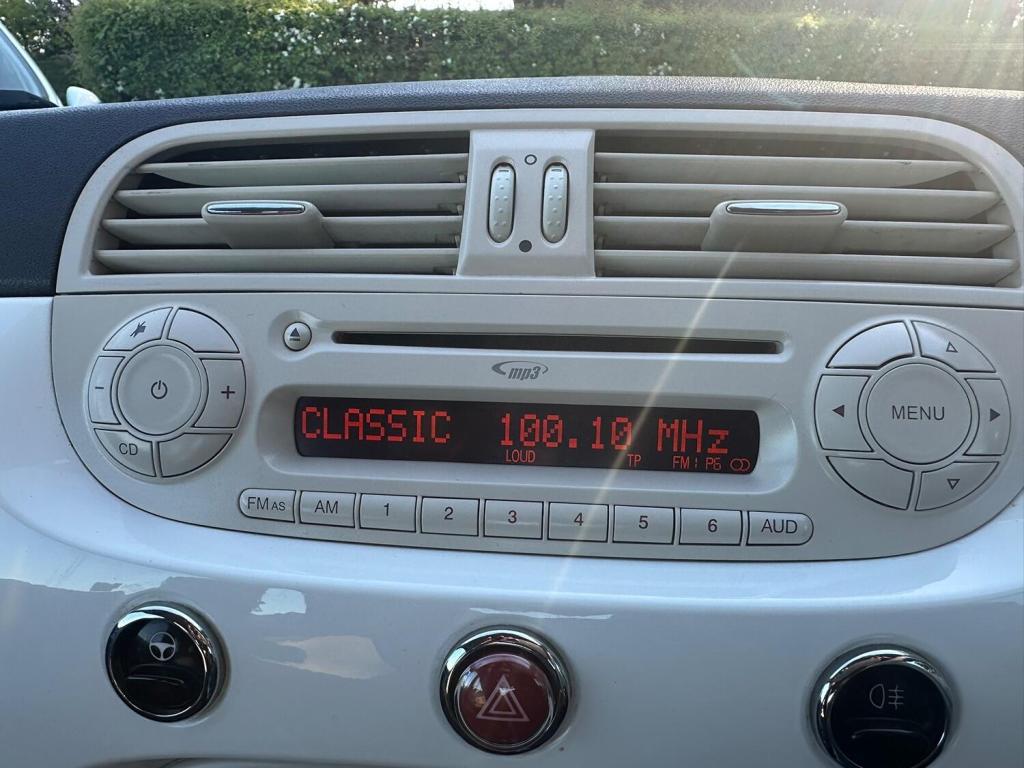 mp3
CLASSIC 100.10 MHz
LOUD TP FM1 P6
CD
MENU
FM AS AM 1 2 3 4 5 6 AUD